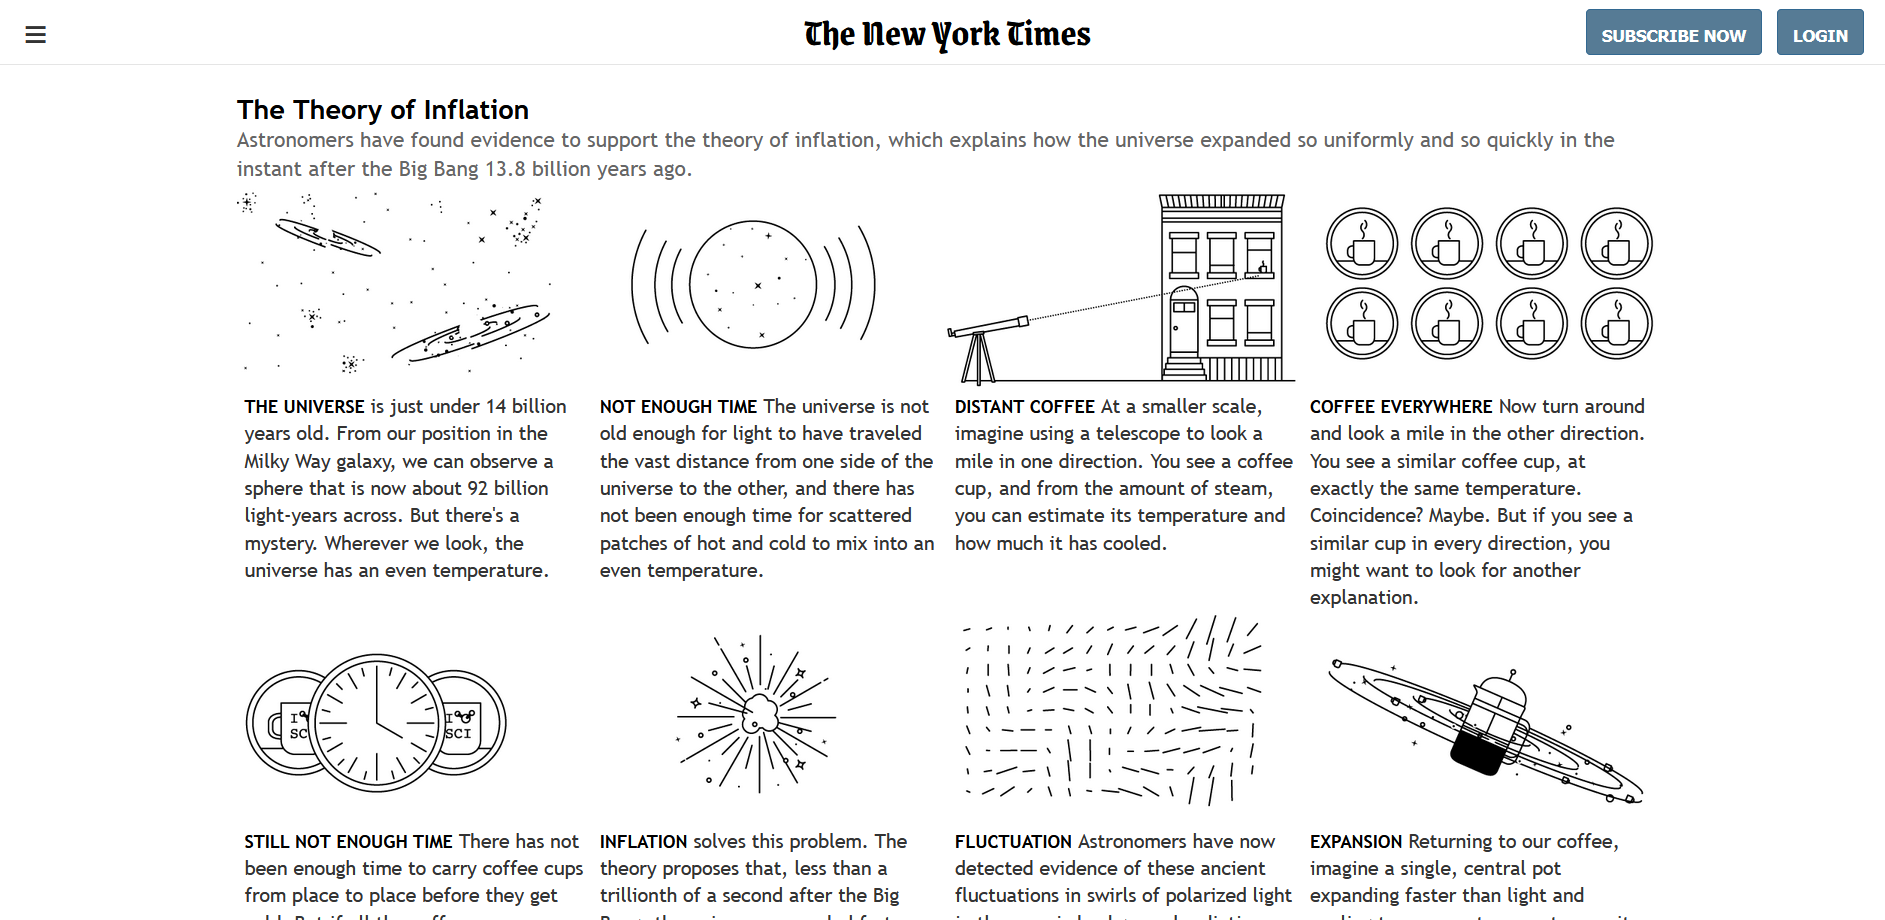 The New York Times
SUBSCRIBE NOW
LOGIN
The Theory of Inflation
Astronomers have found evidence to support the theory of inflation, which explains how the universe expanded so uniformly and so quickly in the
instant after the Big Bang 13.8 billion years ago.
THE UNIVERSE is just under 14 billion
years old. From our position in the
Milky Way galaxy, we can observe a
sphere that is now about 92 billion
light-years across. But there's a
mystery. Wherever we look, the
universe has an even temperature.
NOT ENOUGH TIME The universe is not
old enough for light to have traveled
the vast distance from one side of the
universe to the other, and there has
not been enough time for scattered
patches of hot and cold to mix into an
even temperature.
DISTANT COFFEE At a smaller scale,
imagine using a telescope to look a
mile in one direction. You see a coffee
cup, and from the amount of steam,
you can estimate its temperature and
how much it has cooled.
COFFEE EVERYWHERE Now turn around
and look a mile in the other direction.
You see a similar coffee cup, at
exactly the same temperature.
Coincidence? Maybe. But if you see a
similar cup in every direction, you
might want to look for another
explanation.
I
SC
I
SCI
STILL NOT ENOUGH TIME There has not
been enough time to carry coffee cups
from place to place before they get
INFLATION solves this problem. The
theory proposes that, less than a
trillionth of a second after the Big
FLUCTUATION Astronomers have now
detected evidence of these ancient
fluctuations in swirls of polarized light
EXPANSION Returning to our coffee,
imagine a single, central pot
expanding faster than light and